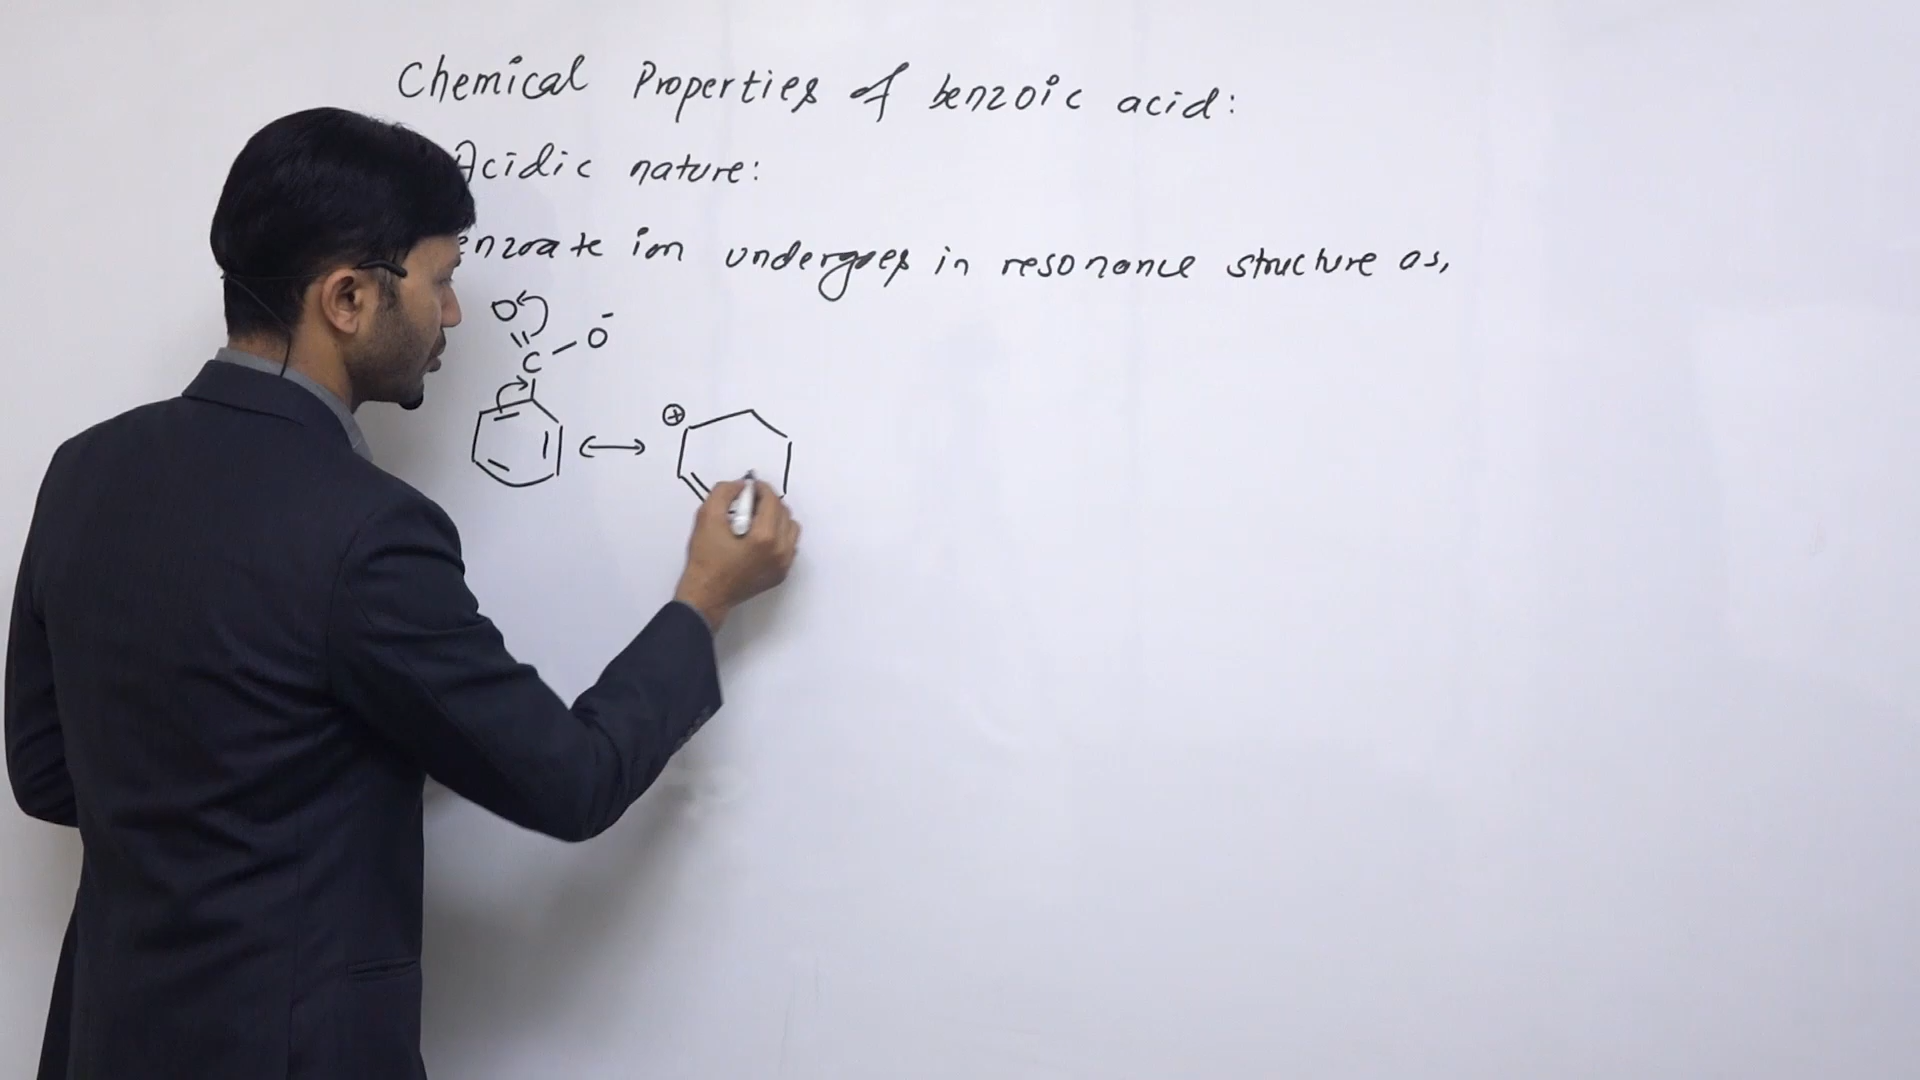 Chemical Properties of benzoic acid:
Acidic nature:
enzoate ion undergoes in resonance structure as,
O
C – O⁻
⊕